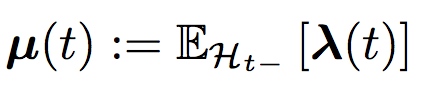 𝝁(t) := 𝔼_{ℋ_{t−}} [𝝀(t)]